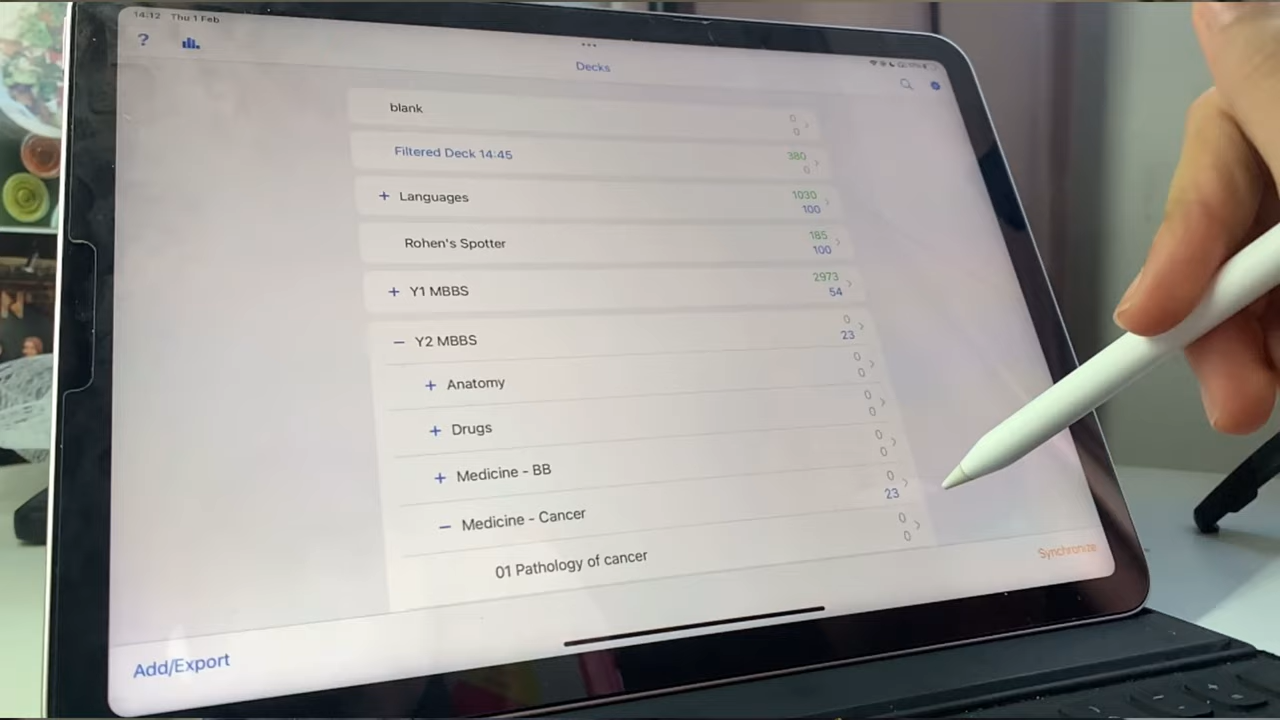 14:12 Thu 1 Feb
?
Decks
blank
0
0
Filtered Deck 14:45
380
0
+ Languages
1030
100
Rohen's Spotter
185
100
+ Y1 MBBS
2973
54
− Y2 MBBS
0
23
+ Anatomy
0
0
+ Drugs
0
0
+ Medicine - BB
0
0
− Medicine - Cancer
0
23
01 Pathology of cancer
0
0
Synchronize
Add/Export